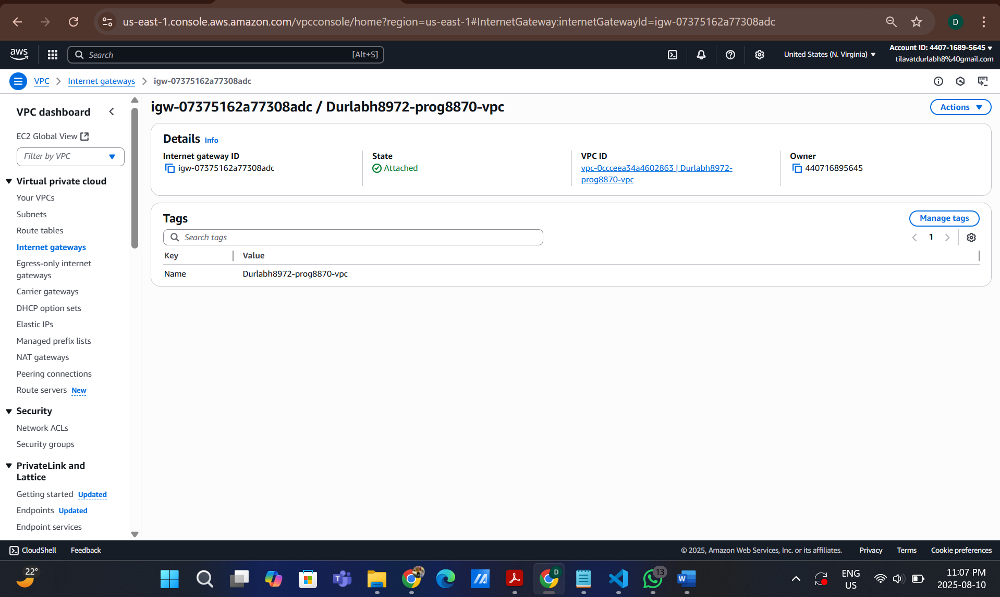 us-east-1.console.aws.amazon.com/vpcconsole/home?region=us-east-1#InternetGateway:internetGatewayId=igw-07375162a77308adc
D
aws
Search
[Alt+S]
United States (N. Virginia)
Account ID: 4407-1689-5645
tilavatdurlabh8%40gmail.com
VPC
Internet gateways
igw-07375162a77308adc
VPC dashboard
EC2 Global View
Filter by VPC
Virtual private cloud
Your VPCs
Subnets
Route tables
Internet gateways
Egress-only internet
gateways
Carrier gateways
DHCP option sets
Elastic IPs
Managed prefix lists
NAT gateways
Peering connections
Route servers New
Security
Network ACLs
Security groups
PrivateLink and
Lattice
Getting started Updated
Endpoints Updated
Endpoint services
igw-07375162a77308adc / Durlabh8972-prog8870-vpc
Actions
Details Info
Internet gateway ID
igw-07375162a77308adc
State
Attached
VPC ID
vpc-0ccceea34a4602863 | Durlabh8972-
prog8870-vpc
Owner
440716895645
Tags
Manage tags
Search tags
1
Key Value
Name Durlabh8972-prog8870-vpc
CloudShell Feedback
© 2025, Amazon Web Services, Inc. or its affiliates. Privacy Terms Cookie preferences
22°
D
13
ENG
US
11:07 PM
2025-08-10